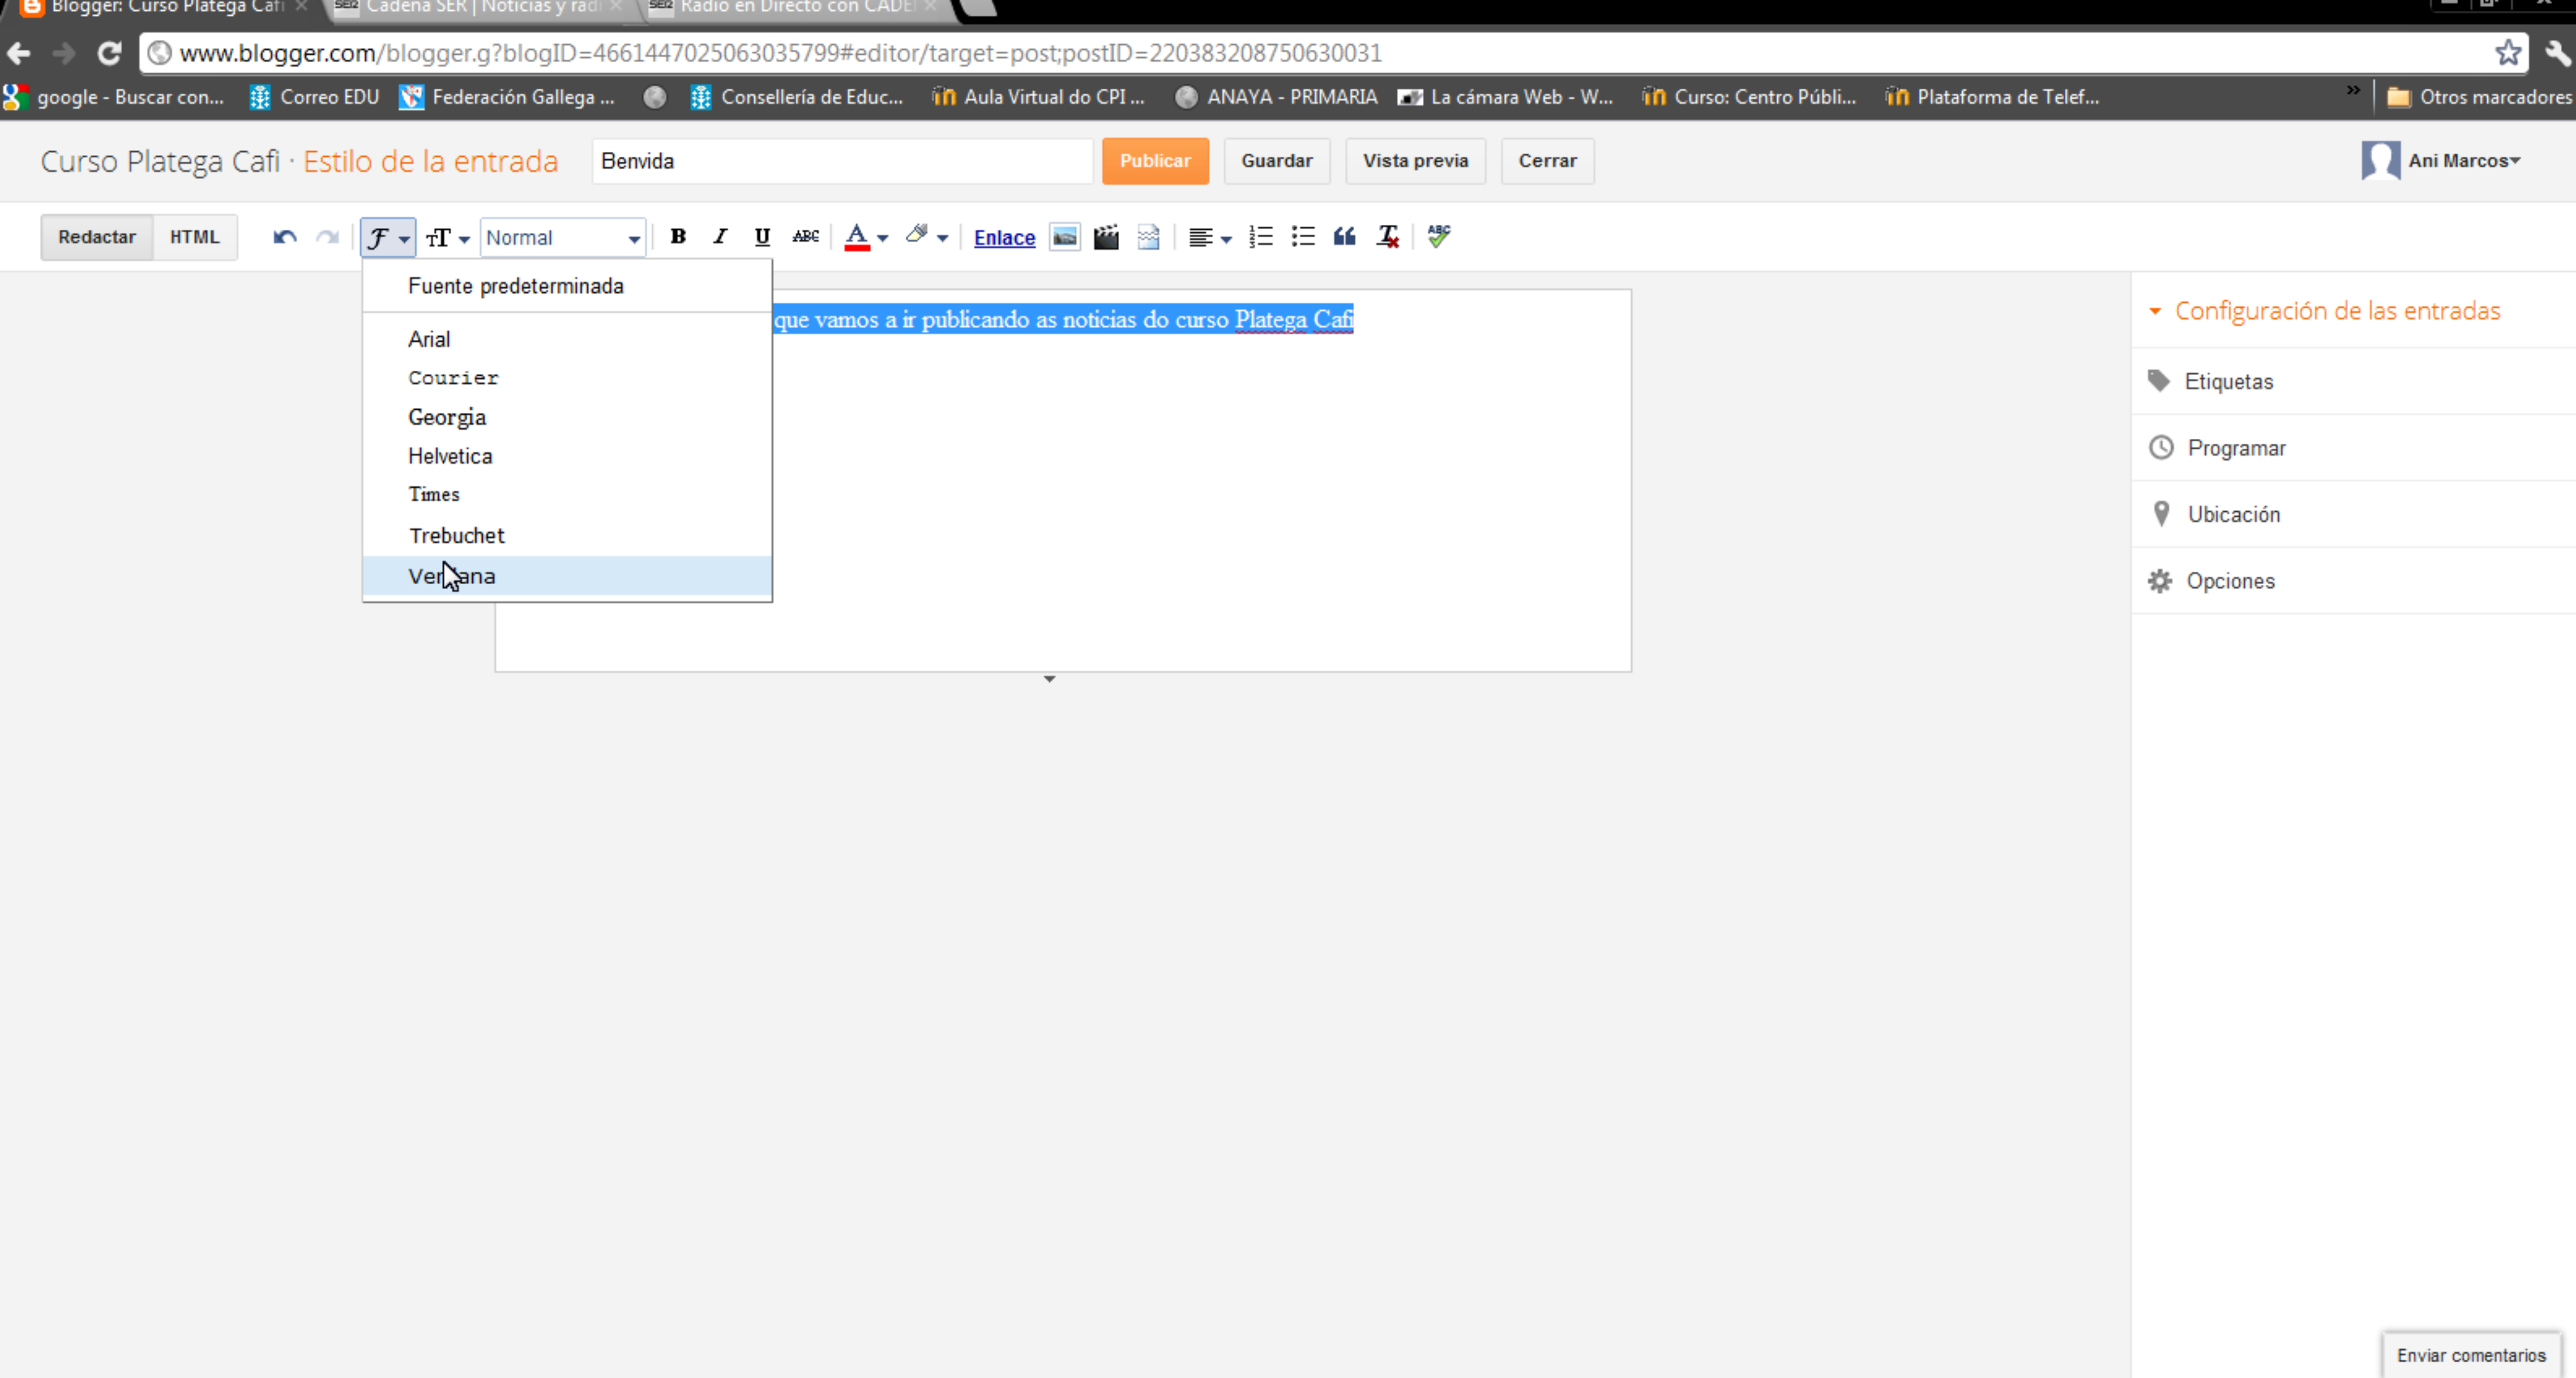 Blogger: Curso Platega Cafi
Cadena SER | Noticias y radi
Radio en Directo con CADE
www.blogger.com/blogger.g?blogID=4661447025063035799#editor/target=post;postID=220383208750630031
google - Buscar con...
Correo EDU
Federación Gallega ...
Consellería de Educ...
Aula Virtual do CPI ...
ANAYA - PRIMARIA
La cámara Web - W...
Curso: Centro Públi...
Plataforma de Telef...
»
Otros marcadores
Curso Platega Cafi · Estilo de la entrada
Benvida
Publicar
Guardar
Vista previa
Cerrar
Ani Marcos
Redactar
HTML
Normal
B I U ABC A
Enlace
ABC
Fuente predeterminada
Arial
Courier
Georgia
Helvetica
Times
Trebuchet
que vamos a ir publicando as noticias do curso Platega Cafi
Configuración de las entradas
Etiquetas
Programar
Ubicación
Opciones
Enviar comentarios